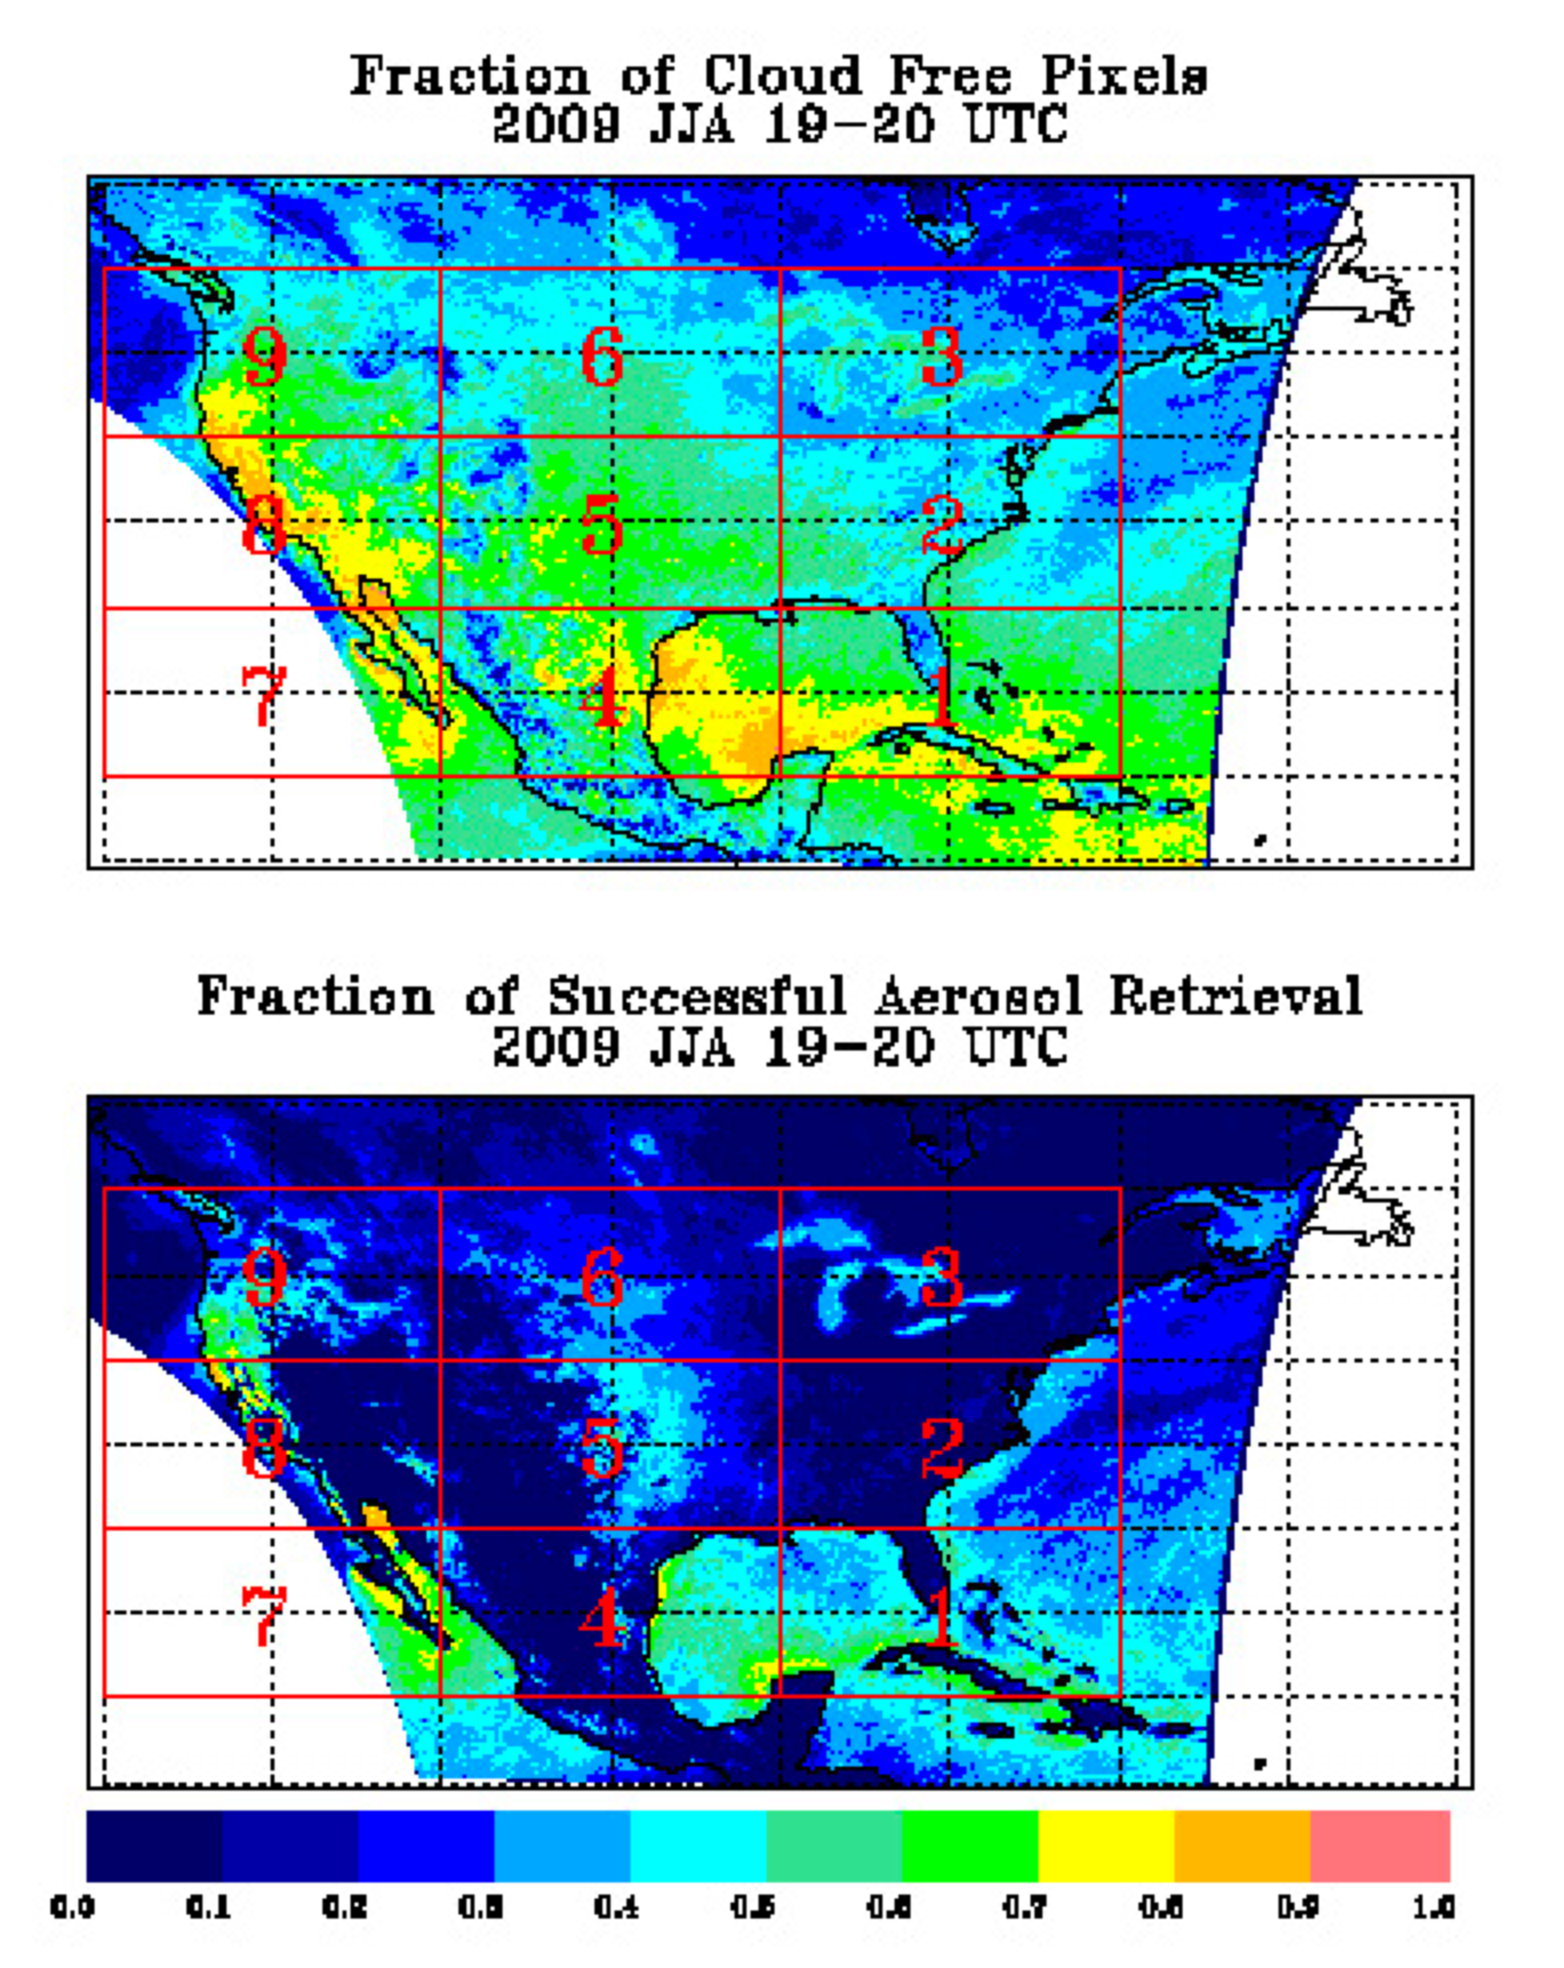 Fraction of Cloud Free Pixels
2009 JJA 19-20 UTC
9 6 3
8 5 2
7 4 1
Fraction of Successful Aerosol Retrieval
2009 JJA 19-20 UTC
9 6 3
8 5 2
7 4 1
0.0 0.1 0.2 0.3 0.4 0.5 0.6 0.7 0.8 0.9 1.0